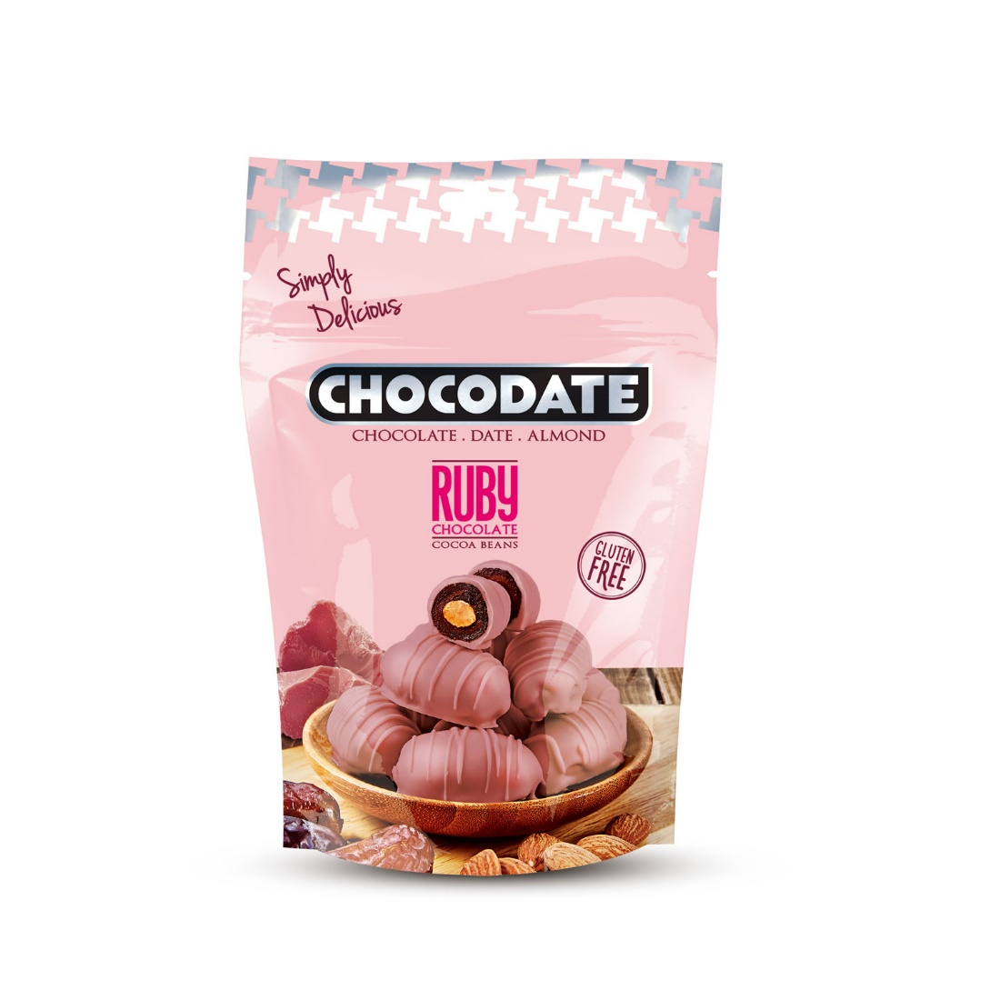 Simply
Delicious
CHOCODATE
CHOCOLATE . DATE . ALMOND
RUBY
CHOCOLATE
COCOA BEANS
GLUTEN
FREE